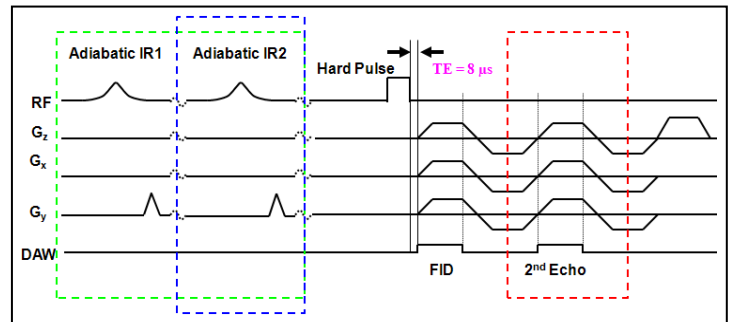 Adiabatic IR1
Adiabatic IR2
Hard Pulse
TE = 8 μs
RF
Gz
Gx
Gy
DAW
FID
2nd Echo